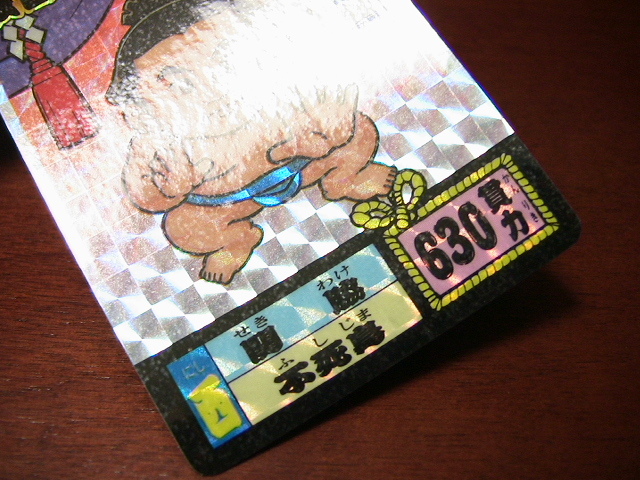 630
かん りき
貫力
せき わけ
関脇
にし
西
ふ し じま
不死島